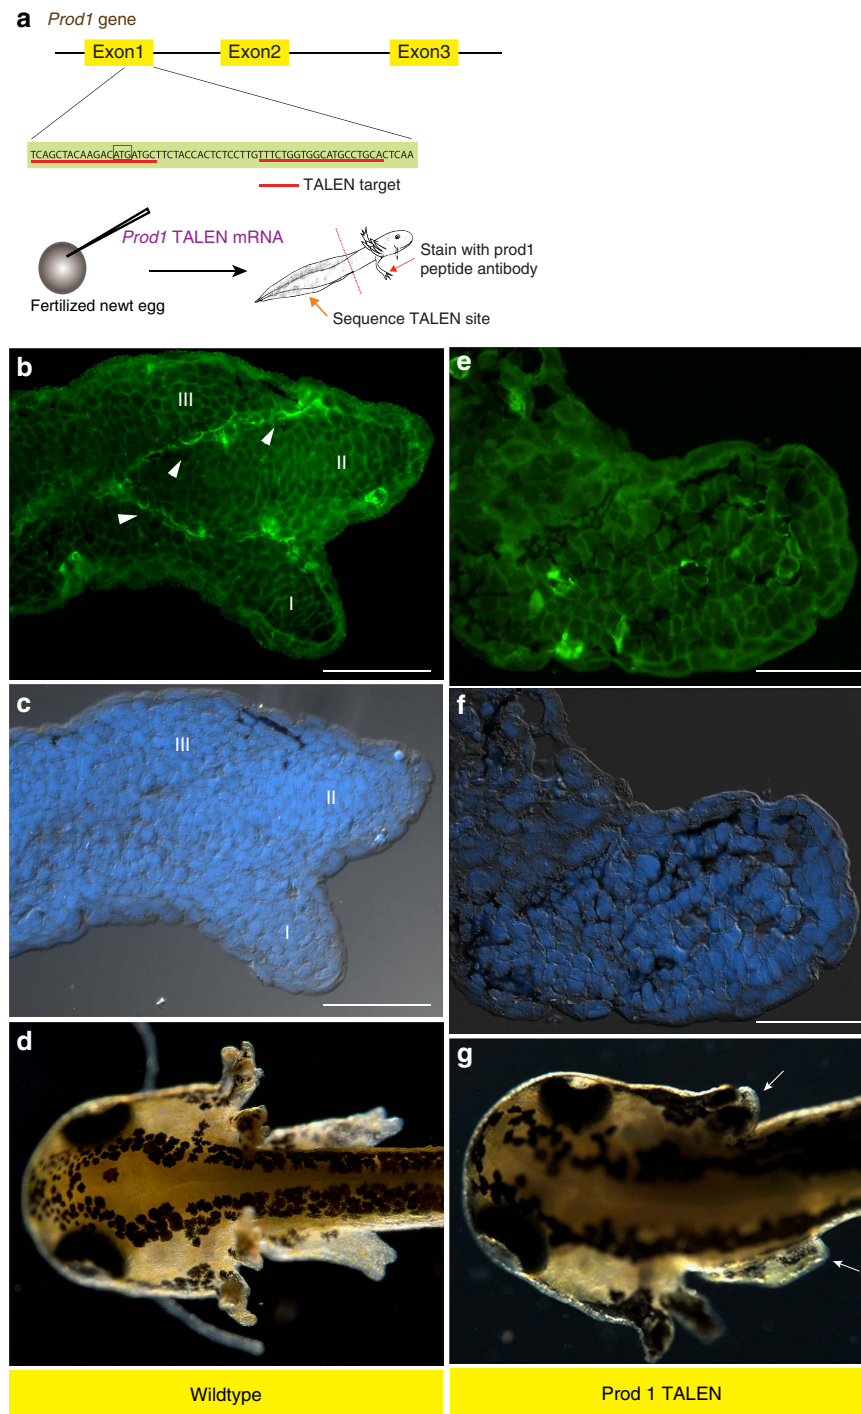 a
Prod1 gene
Exon1 Exon2 Exon3
TCAGCTACAAGACATGATGCTTCTACCACTCTCCTTGTTTCTGGTGGCATGCCTGCACTCAA
TALEN target
Prod1 TALEN mRNA
Fertilized newt egg
Stain with prod1
peptide antibody
Sequence TALEN site
b
III
II
I
e
c
III
II
I
f
d
g
Wildtype
Prod 1 TALEN